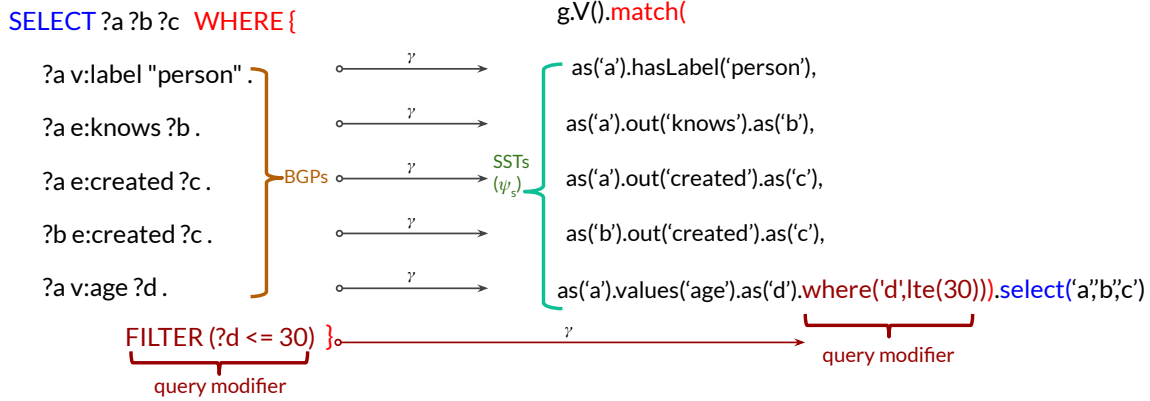 SELECT ?a ?b ?c WHERE {
g.V().match(
?a v:label "person" .
γ
as(‘a’).hasLabel(‘person’),
?a e:knows ?b .
γ
as(‘a’).out(‘knows’).as(‘b’),
?a e:created ?c .
BGPs
γ
SSTs
(ψs)
as(‘a’).out(‘created’).as(‘c’),
?b e:created ?c .
γ
as(‘b’).out(‘created’).as(‘c’),
?a v:age ?d .
γ
as(‘a’).values(‘age’).as(‘d’).where('d',lte(30))).select(‘a’,’b’,’c’)
FILTER (?d <= 30) }
γ
query modifier
query modifier